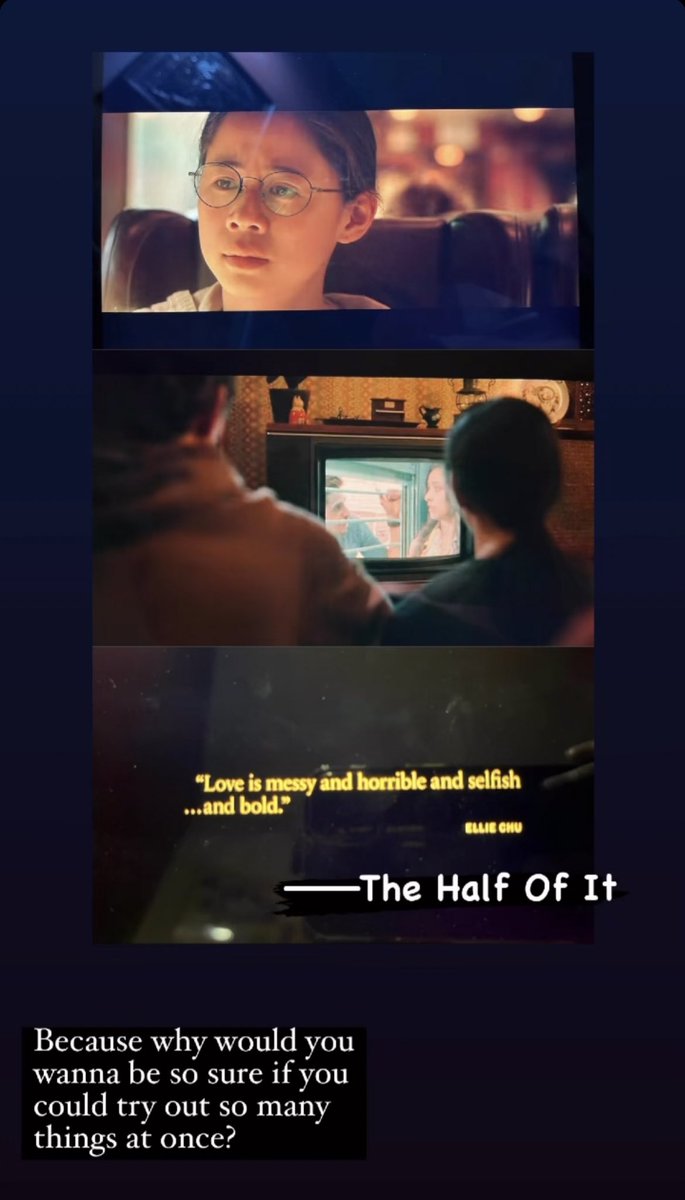 “Love is messy and horrible and selfish
...and bold.”
ELLIE CHU
——The Half Of It
Because why would you
wanna be so sure if you
could try out so many
things at once?